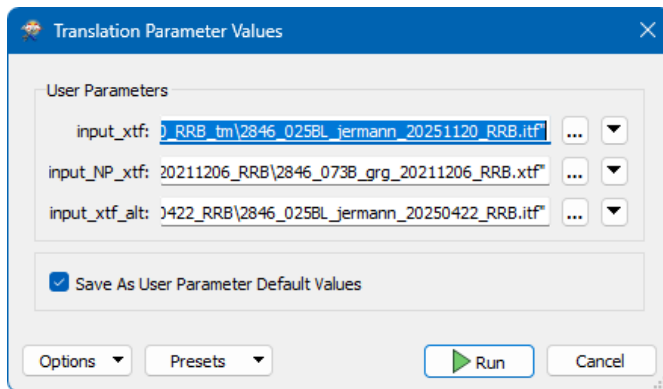 Translation Parameter Values
User Parameters
input_xtf: 0_RRB_tm\2846_025BL_jermann_20251120_RRB.itf" ...
input_NP_xtf: 20211206_RRB\2846_073B_grg_20211206_RRB.xtf" ...
input_xtf_alt: 0422_RRB\2846_025BL_jermann_20250422_RRB.itf" ...
Save As User Parameter Default Values
Options Presets Run Cancel